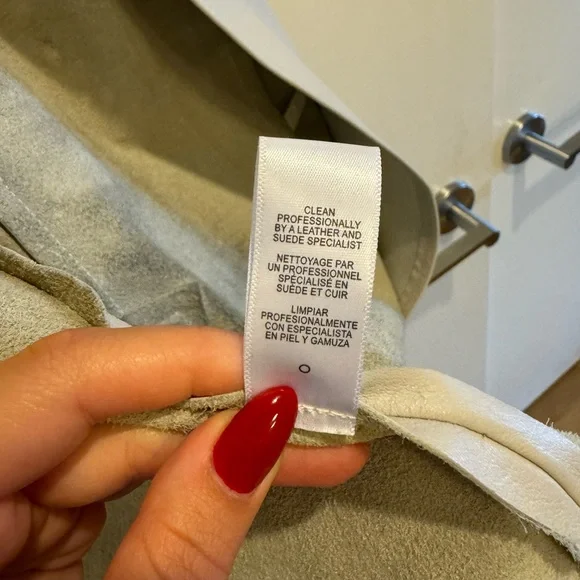 CLEAN
PROFESSIONALLY
BY A LEATHER AND
SUEDE SPECIALIST
NETTOYAGE PAR
UN PROFESSIONNEL
SPÉCIALISÉ EN
SUÈDE ET CUIR
LIMPIAR
PROFESIONALMENTE
CON ESPECIALISTA
EN PIEL Y GAMUZA